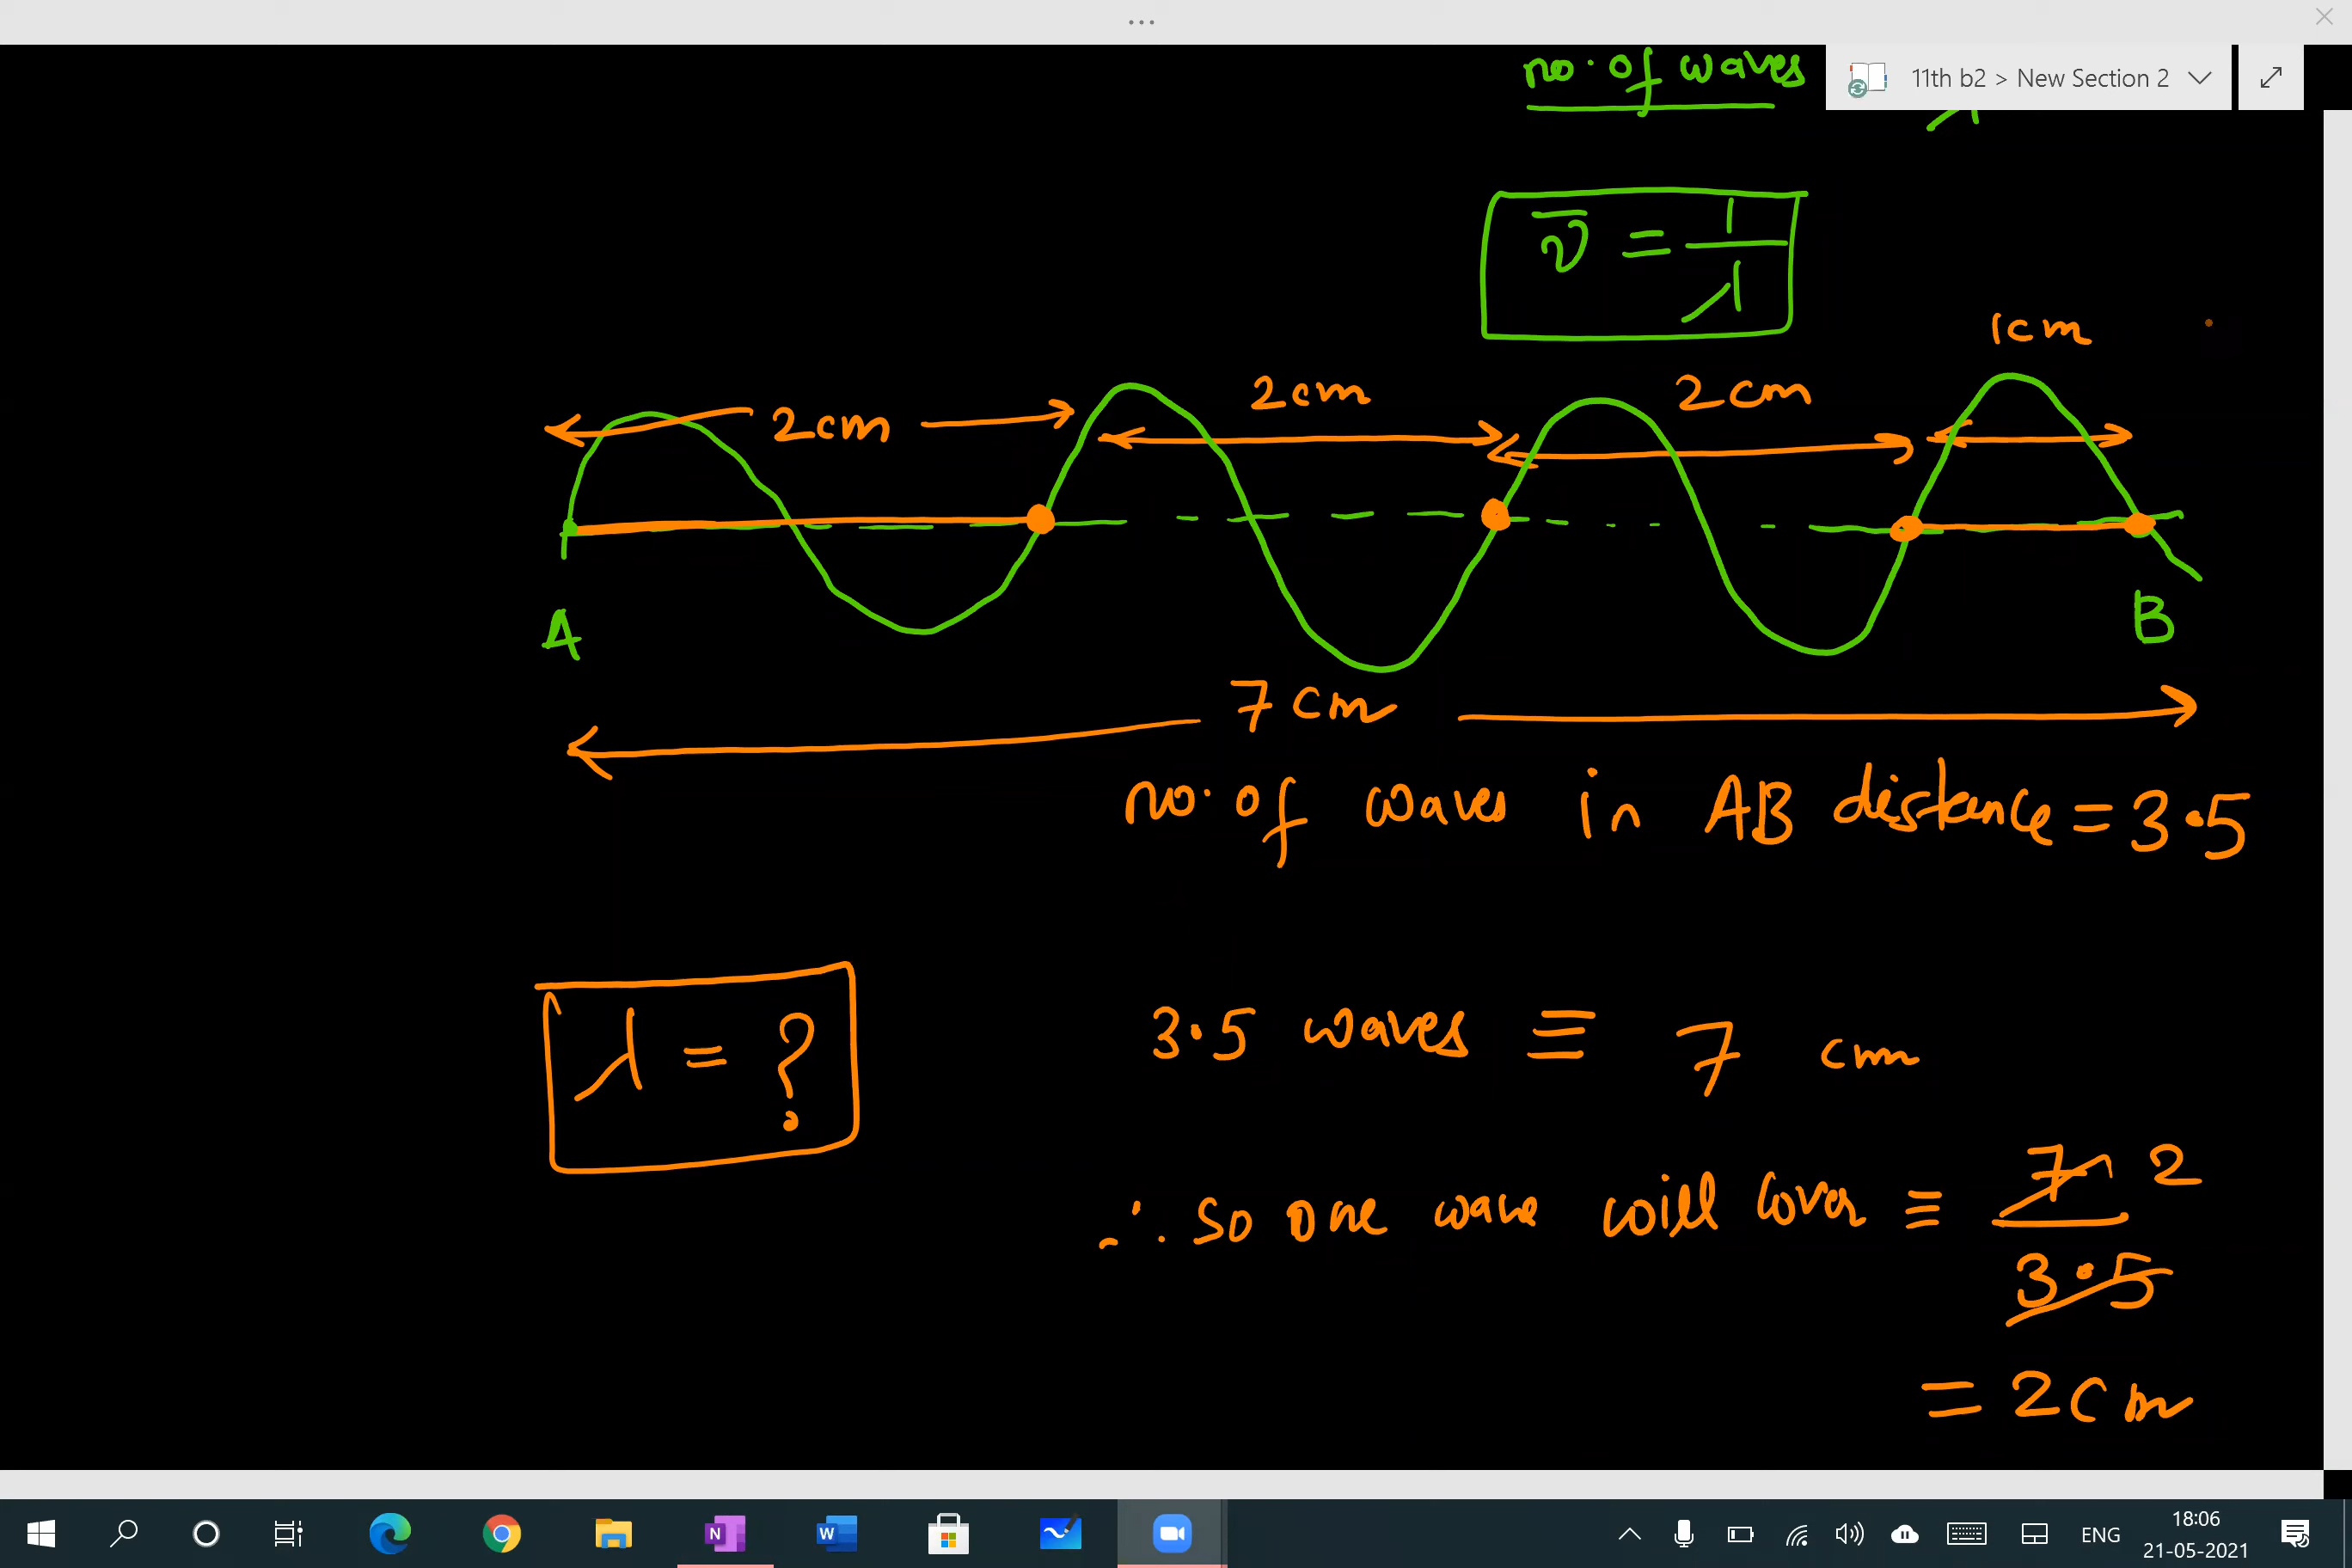 ...
no. of waves
11th b2 > New Section 2
λ
ν̄ = 1/λ
1cm
2cm
2cm
2cm
A
B
7 cm
no. of waves in AB distance = 3.5
λ = ?
3.5 waves ≡ 7 cm
∴ so one wave will cover ≡ 7/3.5 2
= 2cm
N
W
ENG
18:06
21-05-2021